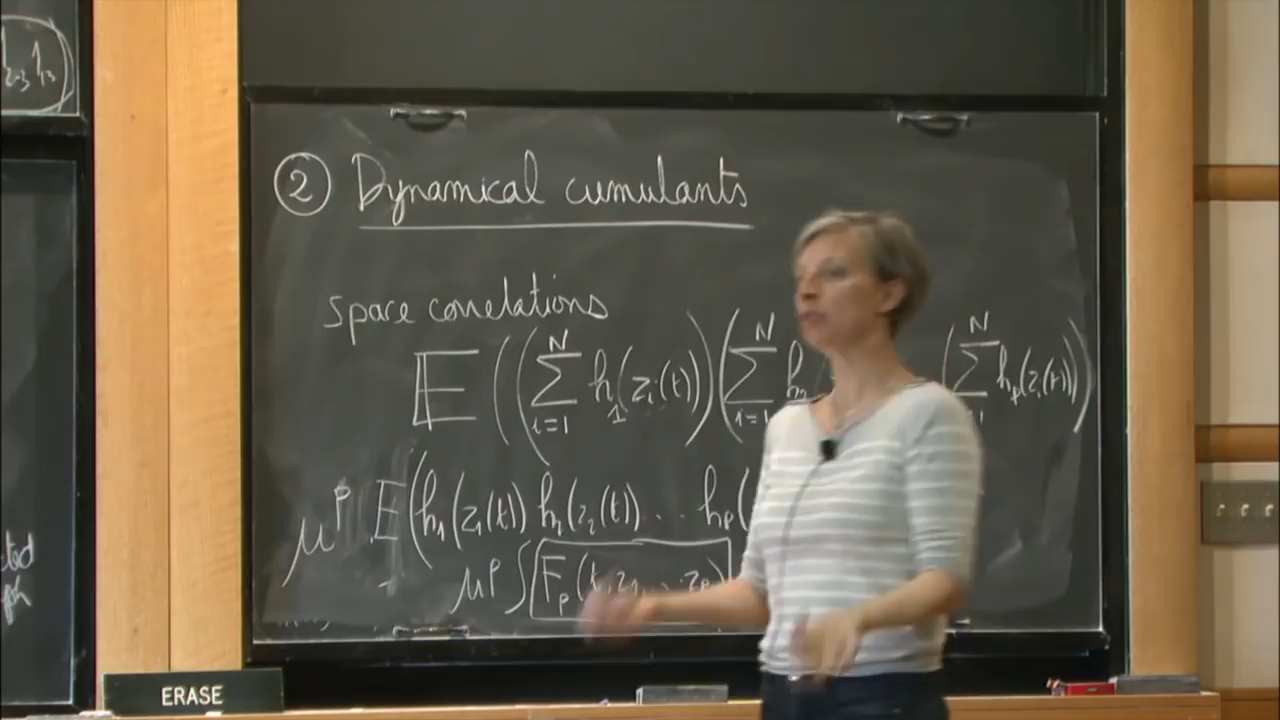 ② Dynamical cumulants
space correlations
E ((∑_{i=1}^N h_1(z_i(t)))(∑_{i=1}^N h_2 (∑^N h_p(z_i(t))))
μ^p E(h_1(z_1(t)) h_2(z_2(t)) ... h_p(
μ^p ∫ F_p(t, z_1, ... z_p)
ERASE